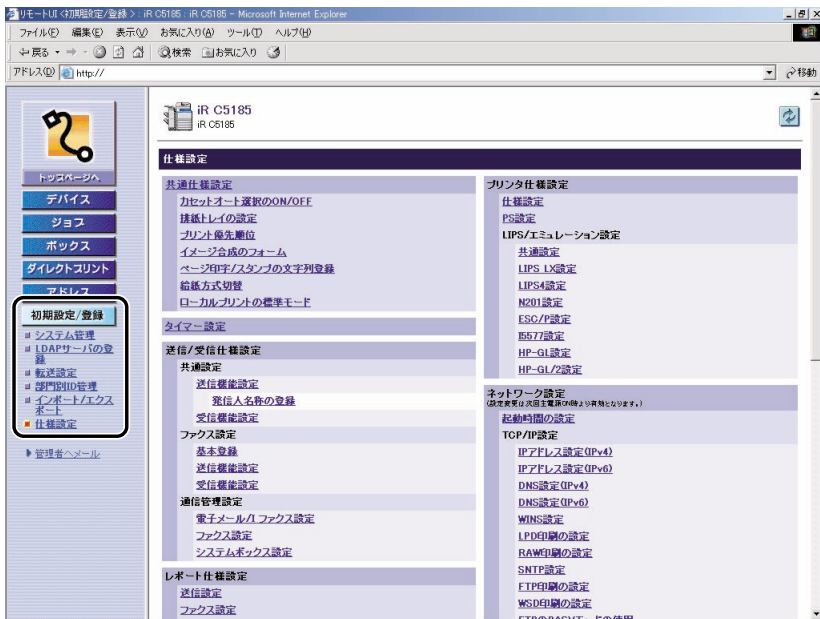 リモートUI <初期設定/登録 > : iR C5185 : iR C5185 - Microsoft Internet Explorer
ファイル(F) 編集(E) 表示(V) お気に入り(A) ツール(T) ヘルプ(H)
戻る 検索 お気に入り
アドレス(D) http:// 移動
トップページへ
デバイス
ジョブ
ボックス
ダイレクトプリント
アドレス
初期設定/登録
システム管理
LDAPサーバの登
録
転送設定
部門別ID管理
インポート/エクス
ポート
仕様設定
管理者へメール
iR C5185
iR C5185
仕様設定
共通仕様設定
カセットオート選択のON/OFF
排紙トレイの設定
プリント優先順位
イメージ合成のフォーム
ページ印字/スタンプの文字列登録
給紙方式切替
ローカルプリントの標準モード
タイマー設定
送信/受信仕様設定
共通設定
送信機能設定
発信人名称の登録
受信機能設定
ファクス設定
基本登録
送信機能設定
受信機能設定
通信管理設定
電子メール/I ファクス設定
ファクス設定
システムボックス設定
レポート仕様設定
送信設定
ファクス設定
プリンタ仕様設定
仕様設定
PS設定
LIPS/エミュレーション設定
共通設定
LIPS LX設定
LIPS4設定
N201設定
ESC/P設定
I5577設定
HP-GL設定
HP-GL/2設定
ネットワーク設定
(設定変更は次回主電源ON時より有効となります。)
起動時間の設定
TCP/IP設定
IPアドレス設定(IPv4)
IPアドレス設定(IPv6)
DNS設定(IPv4)
DNS設定(IPv6)
WINS設定
LPD印刷の設定
RAW印刷の設定
SNTP設定
FTP印刷の設定
WSD印刷の設定
FTPのPASVモードの使用